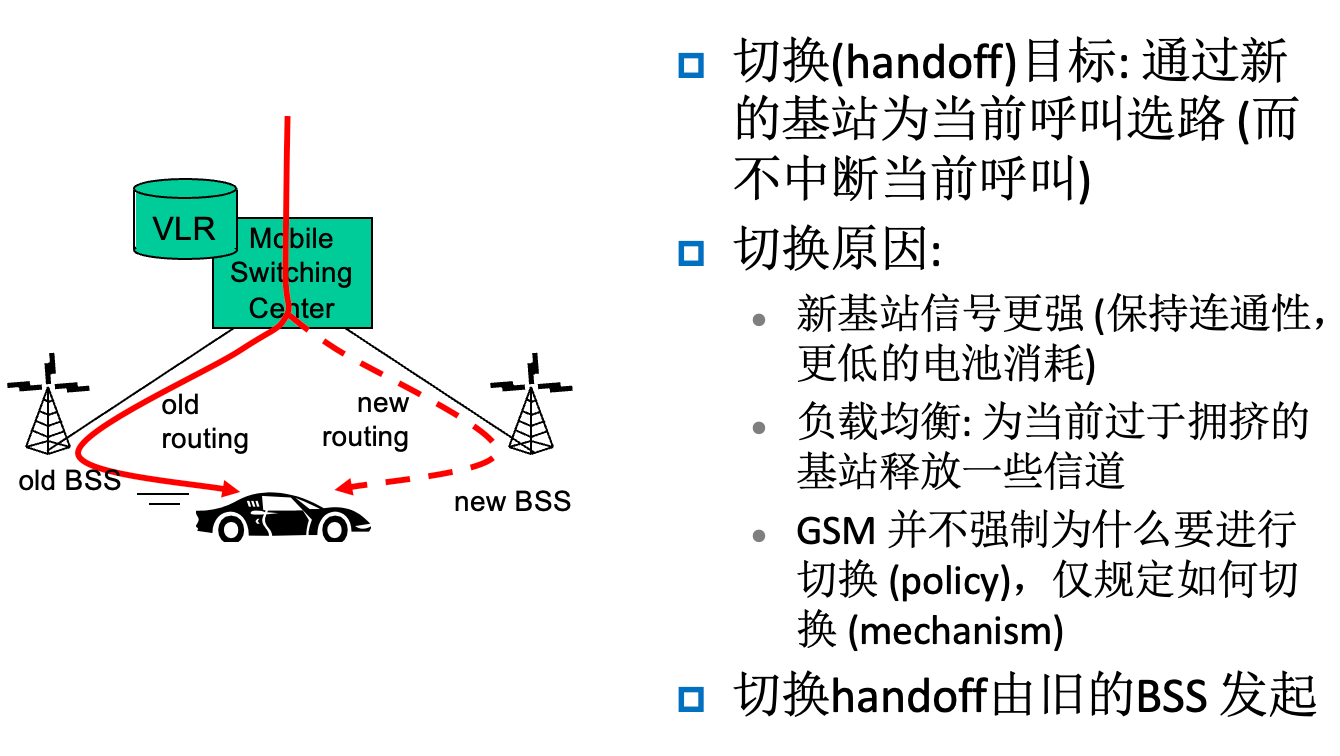 VLR
Mobile
Switching
Center
old
routing
new
routing
old BSS
new BSS
切换(handoff)目标: 通过新
的基站为当前呼叫选路 (而
不中断当前呼叫)
切换原因:
新基站信号更强 (保持连通性，
更低的电池消耗)
负载均衡: 为当前过于拥挤的
基站释放一些信道
GSM 并不强制为什么要进行
切换 (policy)，仅规定如何切
换 (mechanism)
切换handoff由旧的BSS 发起